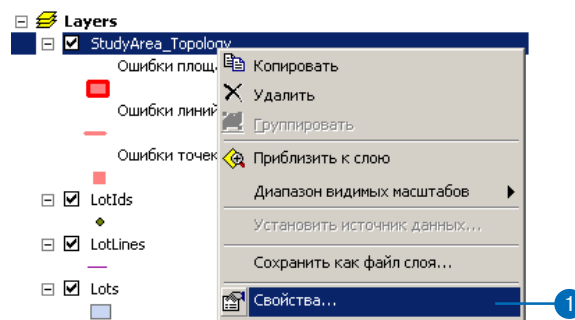 Layers
StudyArea_Topology
Ошибки площ
Ошибки линий
Ошибки точек
LotIds
LotLines
Lots
Копировать
Удалить
Группировать
Приблизить к слою
Диапазон видимых масштабов
Установить источник данных...
Сохранить как файл слоя...
Свойства...
1